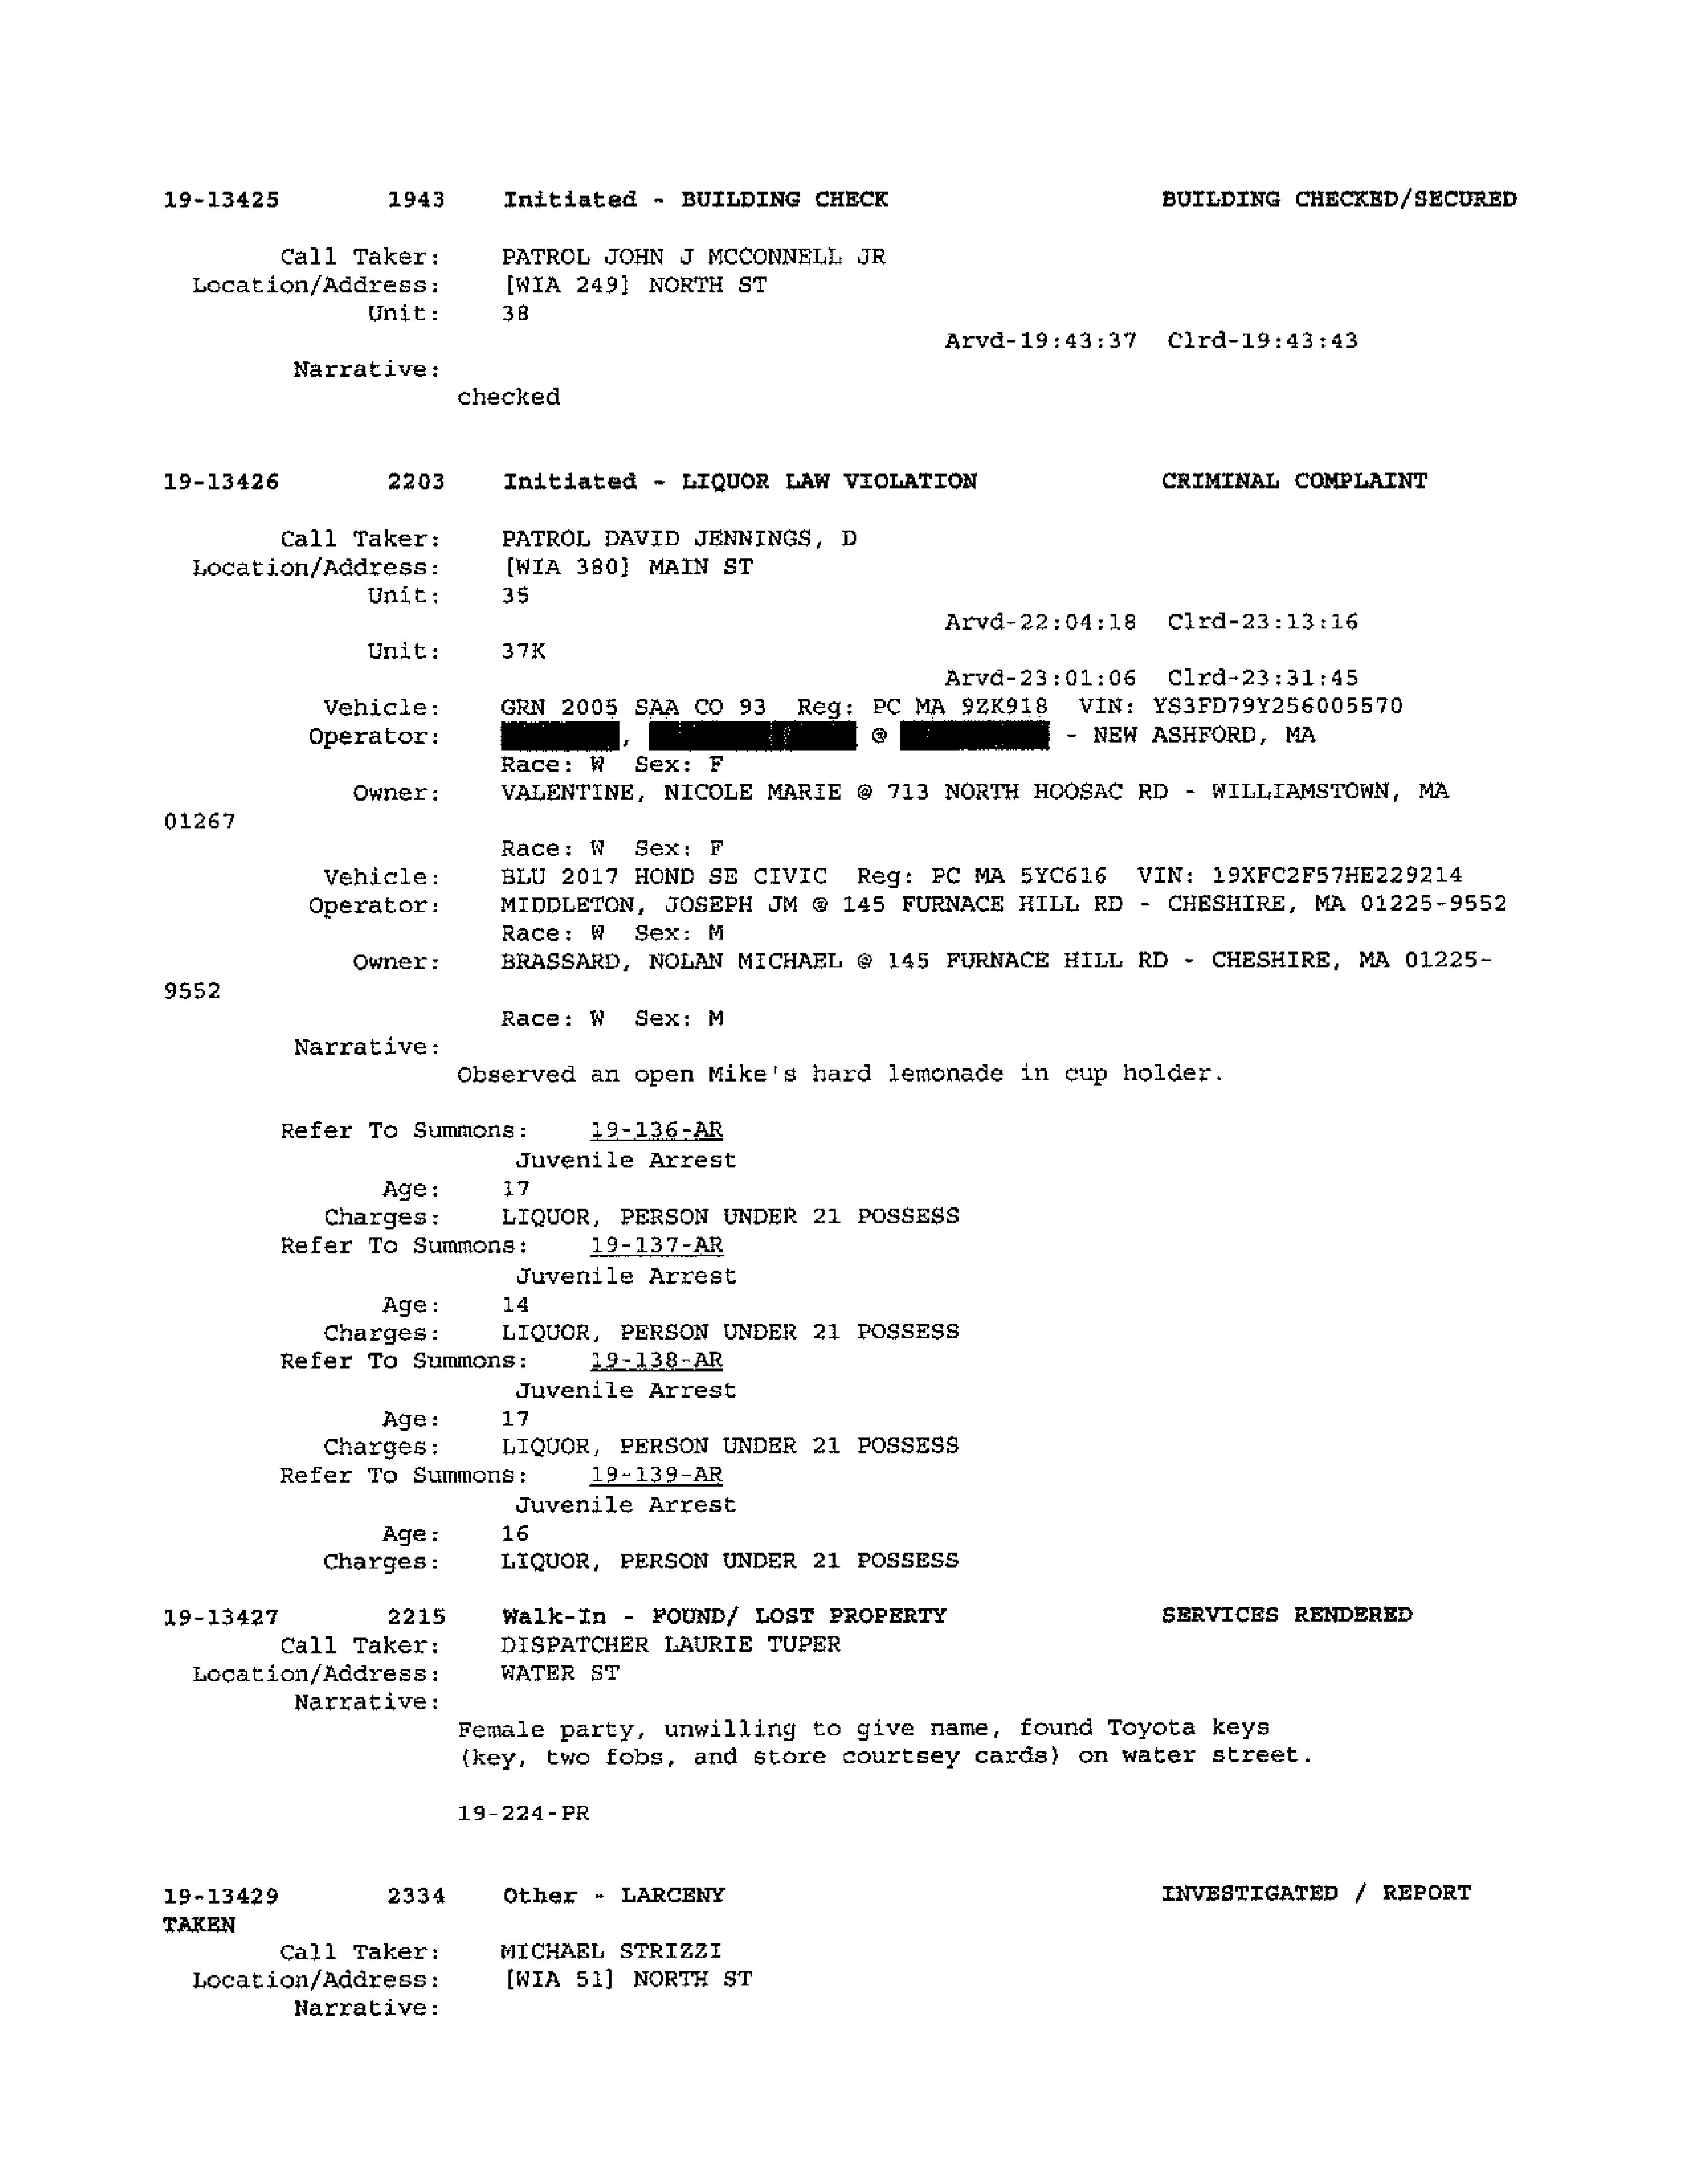 19-13425 1943 Initiated - BUILDING CHECK BUILDING CHECKED/SECURED
Call Taker: PATROL JOHN J MCCONNELL JR
Location/Address: [WIA 249] NORTH ST
Unit: 38
Arvd-19:43:37 Clrd-19:43:43
Narrative:
checked
19-13426 2203 Initiated - LIQUOR LAW VIOLATION CRIMINAL COMPLAINT
Call Taker: PATROL DAVID JENNINGS, D
Location/Address: [WIA 380] MAIN ST
Unit: 35
Arvd-22:04:18 Clrd-23:13:16
Unit: 37K
Arvd-23:01:06 Clrd-23:31:45
Vehicle: GRN 2005 SAA CO 93 Reg: PC MA 9ZK918 VIN: YS3FD79Y256005570
Operator: , @ - NEW ASHFORD, MA
Race: W Sex: F
Owner: VALENTINE, NICOLE MARIE @ 713 NORTH HOOSAC RD - WILLIAMSTOWN, MA
01267
Race: W Sex: F
Vehicle: BLU 2017 HOND SE CIVIC Reg: PC MA 5YC616 VIN: 19XFC2F57HE229214
Operator: MIDDLETON, JOSEPH JM @ 145 FURNACE HILL RD - CHESHIRE, MA 01225-9552
Race: W Sex: M
Owner: BRASSARD, NOLAN MICHAEL @ 145 FURNACE HILL RD - CHESHIRE, MA 01225-
9552
Race: W Sex: M
Narrative:
Observed an open Mike's hard lemonade in cup holder.
Refer To Summons: 19-136-AR
Juvenile Arrest
Age: 17
Charges: LIQUOR, PERSON UNDER 21 POSSESS
Refer To Summons: 19-137-AR
Juvenile Arrest
Age: 14
Charges: LIQUOR, PERSON UNDER 21 POSSESS
Refer To Summons: 19-138-AR
Juvenile Arrest
Age: 17
Charges: LIQUOR, PERSON UNDER 21 POSSESS
Refer To Summons: 19-139-AR
Juvenile Arrest
Age: 16
Charges: LIQUOR, PERSON UNDER 21 POSSESS
19-13427 2215 Walk-In - FOUND/ LOST PROPERTY SERVICES RENDERED
Call Taker: DISPATCHER LAURIE TUPER
Location/Address: WATER ST
Narrative:
Female party, unwilling to give name, found Toyota keys
(key, two fobs, and store courtsey cards) on water street.
19-224-PR
19-13429 2334 Other - LARCENY INVESTIGATED / REPORT
TAKEN
Call Taker: MICHAEL STRIZZI
Location/Address: [WIA 51] NORTH ST
Narrative: